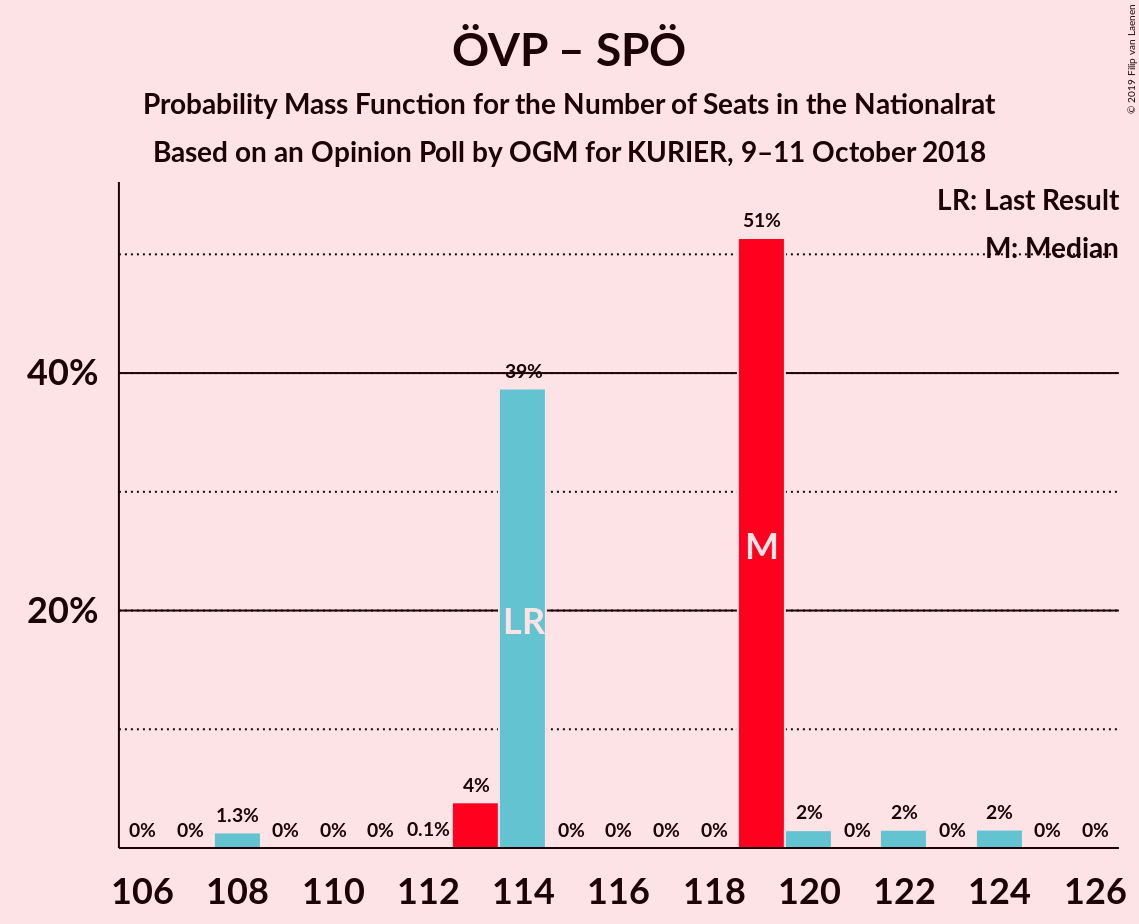 ÖVP – SPÖ
Probability Mass Function for the Number of Seats in the Nationalrat
Based on an Opinion Poll by OGM for KURIER, 9–11 October 2018
© 2019 Filip van Laenen
LR: Last Result
M: Median
40%
20%
0% 0% 1.3% 0% 0% 0% 0.1% 4% 39% 0% 0% 0% 0% 51% 2% 0% 2% 0% 2% 0% 0%
LR
M
106 108 110 112 114 116 118 120 122 124 126